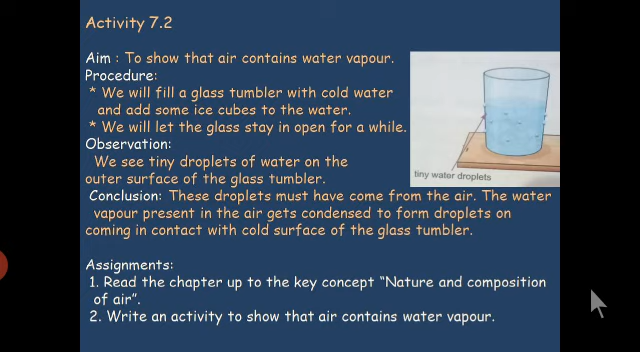 Activity 7.2
Aim : To show that air contains water vapour.
Procedure:
* We will fill a glass tumbler with cold water
and add some ice cubes to the water.
* We will let the glass stay in open for a while.
Observation:
We see tiny droplets of water on the
outer surface of the glass tumbler.
tiny water droplets
Conclusion: These droplets must have come from the air. The water
vapour present in the air gets condensed to form droplets on
coming in contact with cold surface of the glass tumbler.
Assignments:
1. Read the chapter up to the key concept “Nature and composition
of air”.
2. Write an activity to show that air contains water vapour.